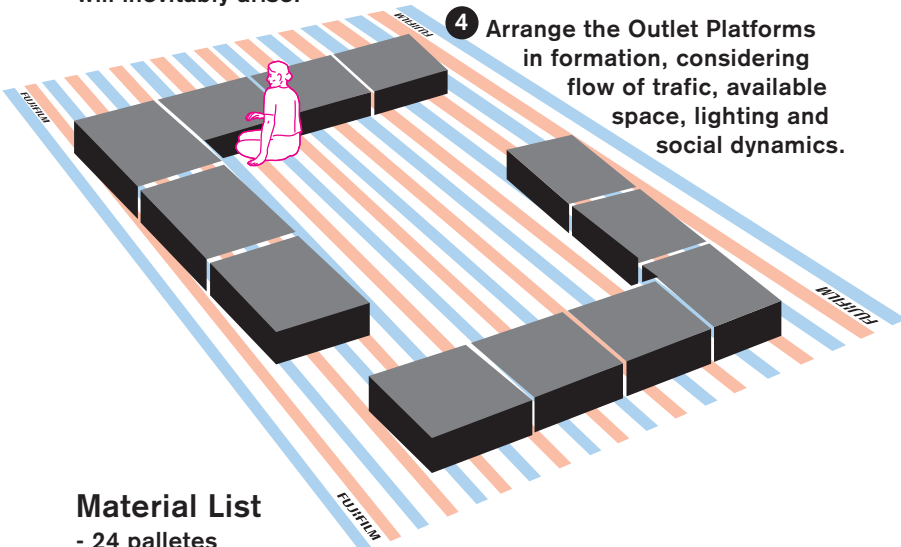 will inevitably arise.
4 Arrange the Outlet Platforms
in formation, considering
flow of trafic, available
space, lighting and
social dynamics.
FUJIFILM
FUJIFILM
FUJIFILM
FUJIFILM
Material List
- 24 palletes